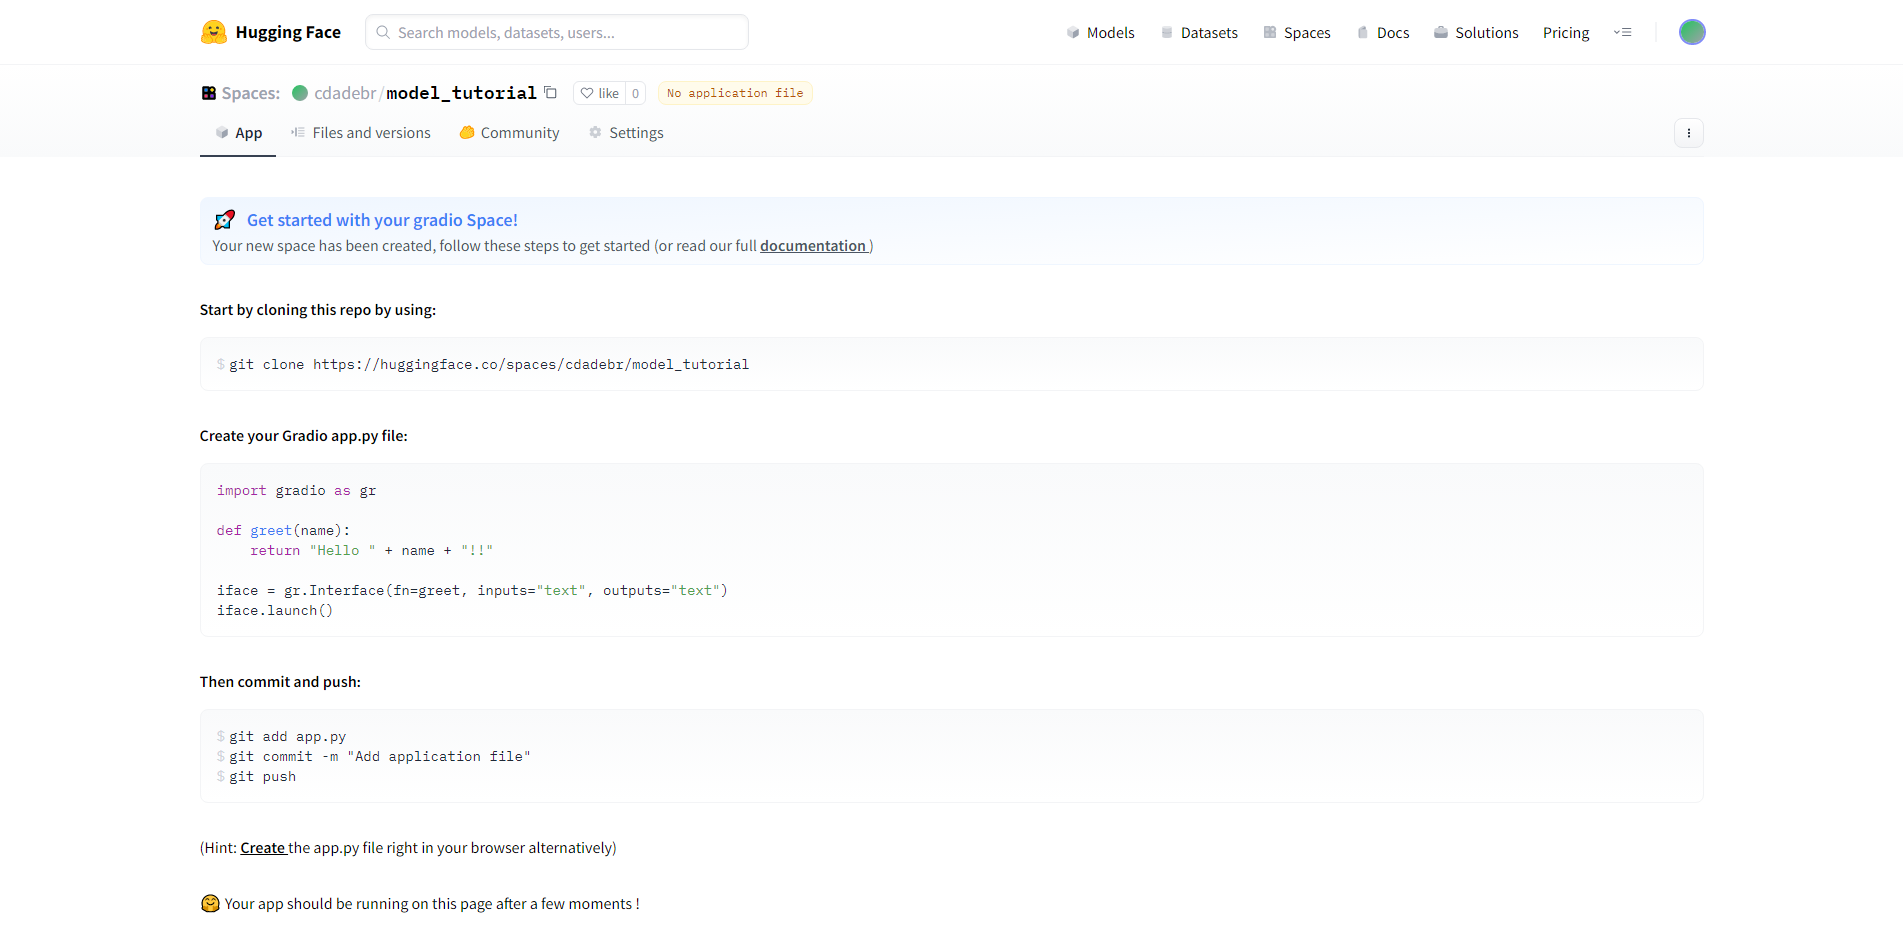 Hugging Face
Search models, datasets, users...
Models
Datasets
Spaces
Docs
Solutions
Pricing
Spaces: cdadebr/model_tutorial
like 0
No application file
App
Files and versions
Community
Settings
Get started with your gradio Space!
Your new space has been created, follow these steps to get started (or read our full documentation )
Start by cloning this repo by using:
$ git clone https://huggingface.co/spaces/cdadebr/model_tutorial
Create your Gradio app.py file:
import gradio as gr
def greet(name):
    return "Hello " + name + "!!"
iface = gr.Interface(fn=greet, inputs="text", outputs="text")
iface.launch()
Then commit and push:
$ git add app.py
$ git commit -m "Add application file"
$ git push
(Hint: Create the app.py file right in your browser alternatively)
🤗 Your app should be running on this page after a few moments !